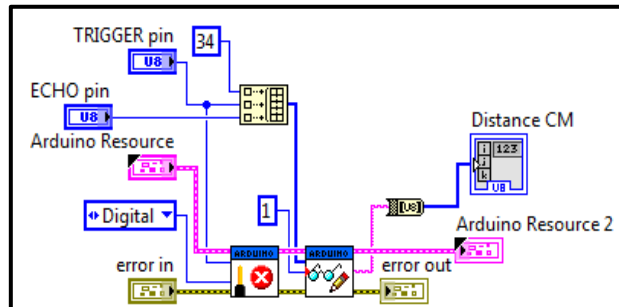 TRIGGER pin
34
U8
ECHO pin
U8
Arduino Resource
Distance CM
123
i
j
k
U8
[U8]
Digital
1
Arduino Resource 2
ARDUINO
ARDUINO
error in
error out